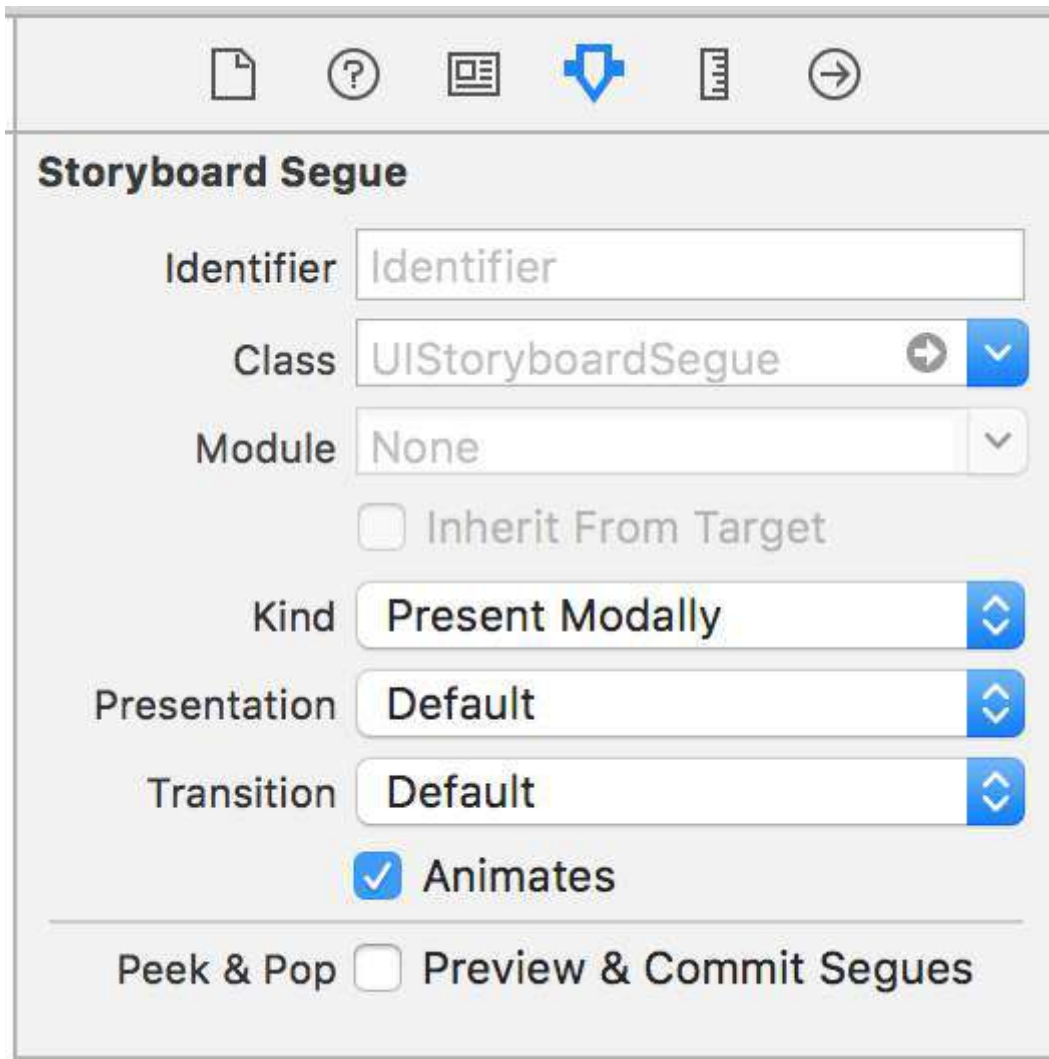 Storyboard Segue
Identifier Identifier
Class UIStoryboardSegue
Module None
Inherit From Target
Kind Present Modally
Presentation Default
Transition Default
Animates
Peek & Pop Preview & Commit Segues